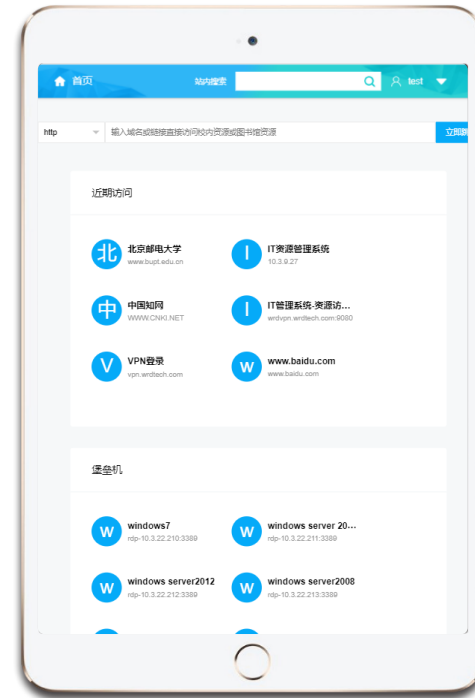 首页
站内搜索
test
http
输入域名或链接直接访问校内资源或图书馆资源
立即跳
近期访问
北
北京邮电大学
www.bupt.edu.cn
I
IT资源管理系统
10.3.9.27
中
中国知网
WWW.CNKI.NET
I
IT管理系统-资源访...
wrdvpn.wrdtech.com:9080
V
VPN登录
vpn.wrdtech.com
W
www.baidu.com
www.baidu.com
堡垒机
W
windows7
rdp-10.3.22.210:3389
W
windows server 20...
rdp-10.3.22.211:3389
W
windows server2012
rdp-10.3.22.212:3389
W
windows server2008
rdp-10.3.22.213:3389